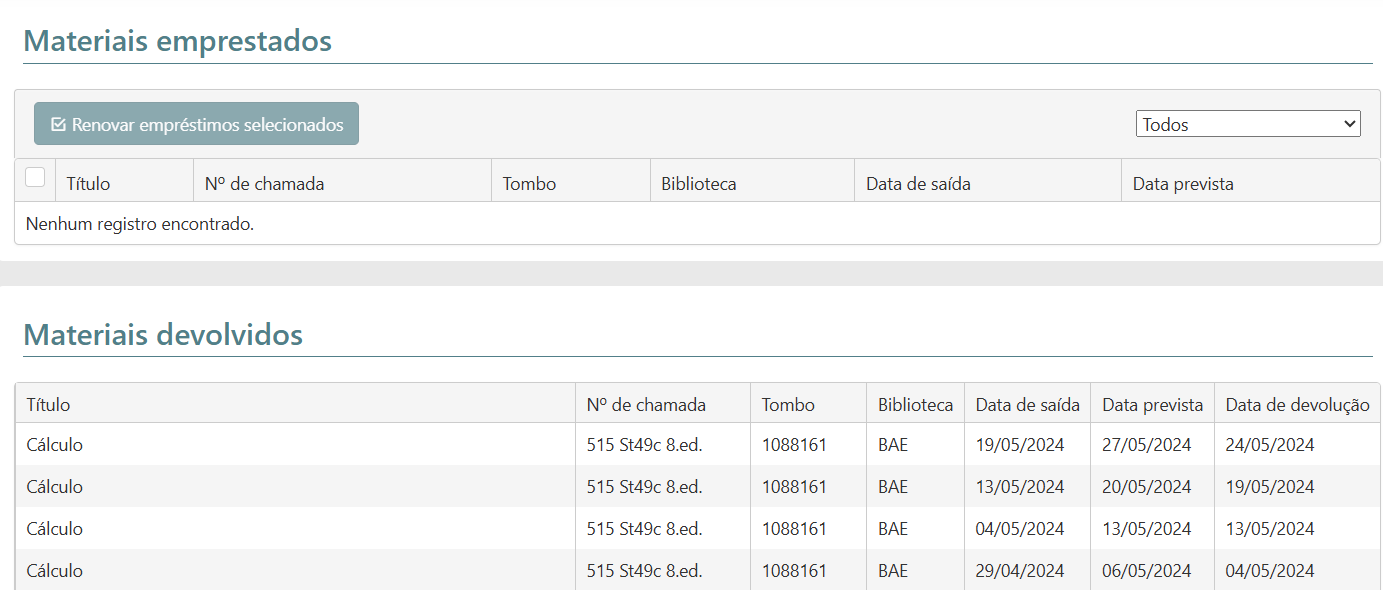 Materiais emprestados
Renovar empréstimos selecionados
Todos
Título Nº de chamada Tombo Biblioteca Data de saída Data prevista
Nenhum registro encontrado.
Materiais devolvidos
Título Nº de chamada Tombo Biblioteca Data de saída Data prevista Data de devolução
Cálculo 515 St49c 8.ed. 1088161 BAE 19/05/2024 27/05/2024 24/05/2024
Cálculo 515 St49c 8.ed. 1088161 BAE 13/05/2024 20/05/2024 19/05/2024
Cálculo 515 St49c 8.ed. 1088161 BAE 04/05/2024 13/05/2024 13/05/2024
Cálculo 515 St49c 8.ed. 1088161 BAE 29/04/2024 06/05/2024 04/05/2024